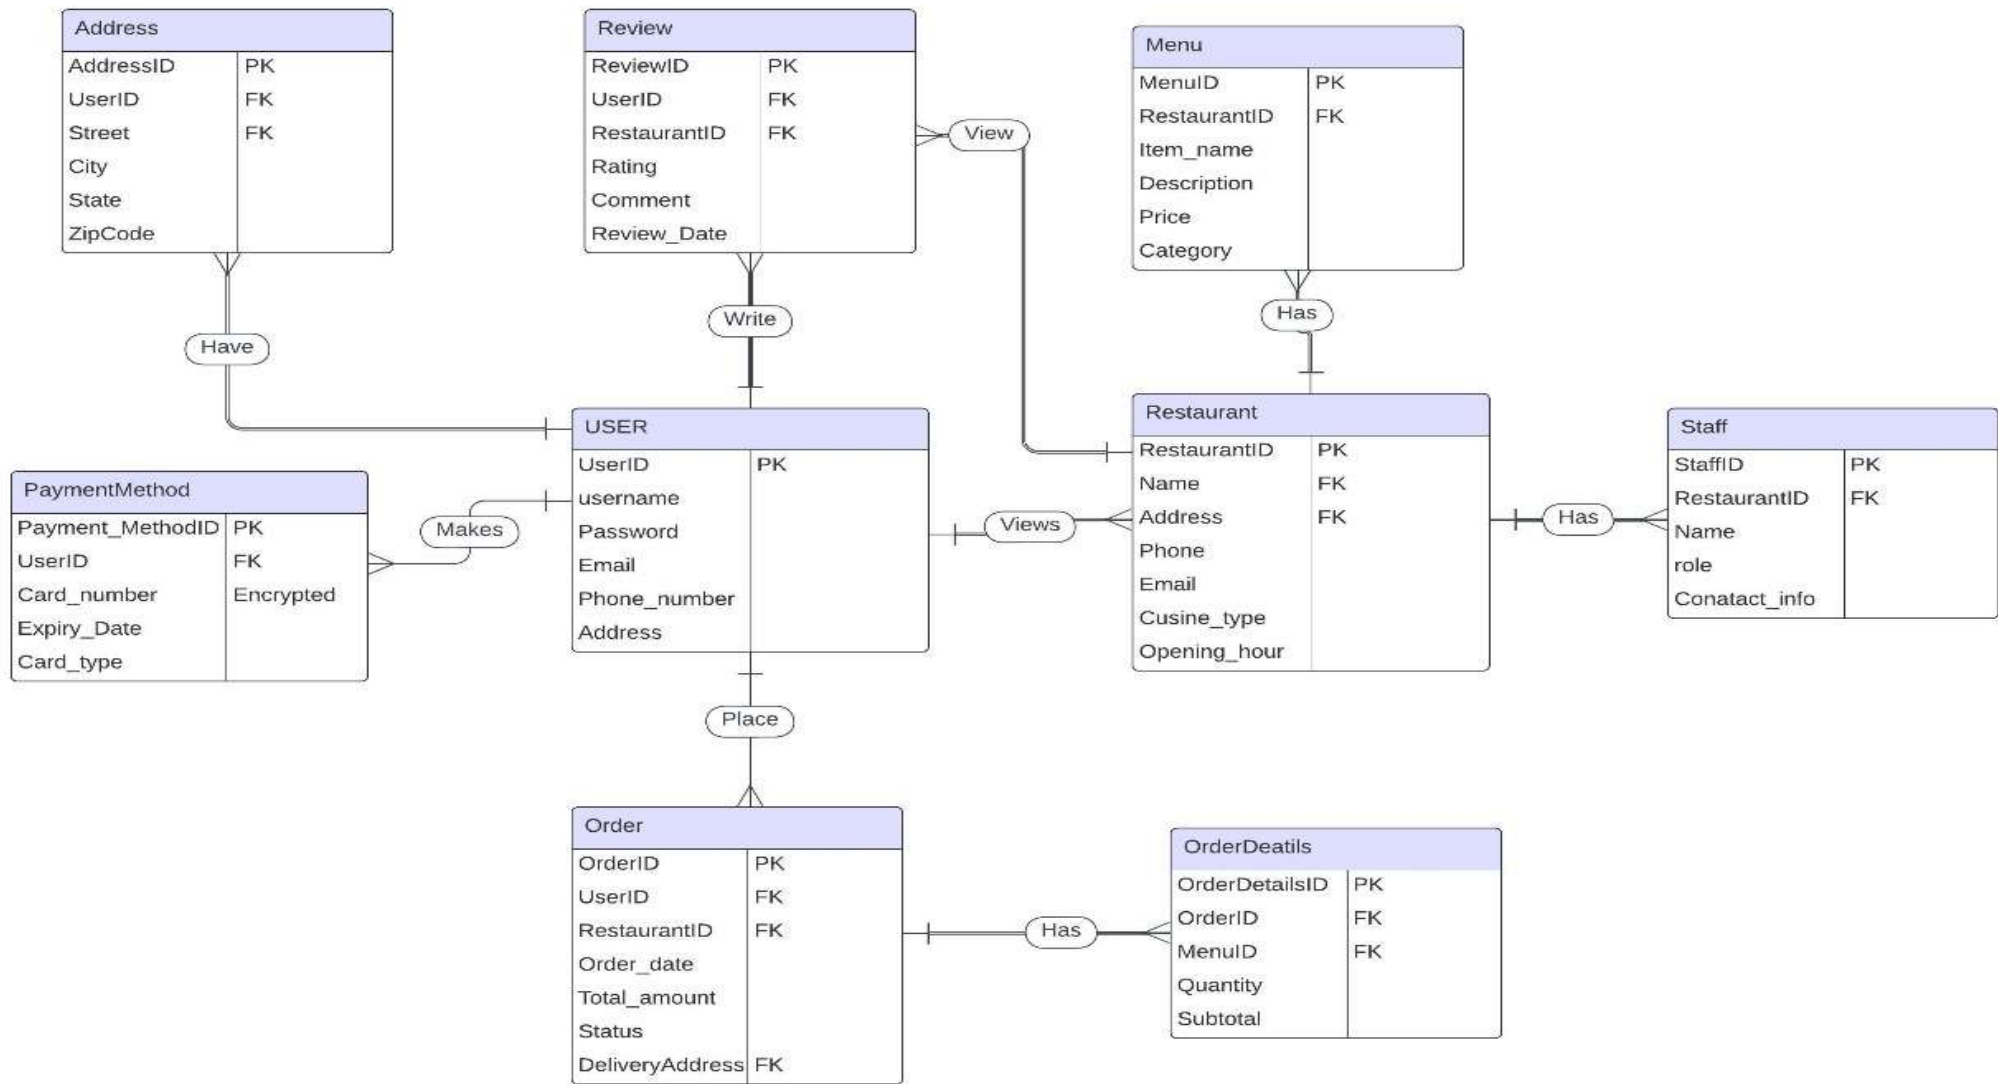 Address
AddressID PK
UserID FK
Street FK
City
State
ZipCode
Review
ReviewID PK
UserID FK
RestaurantID FK
Rating
Comment
Review_Date
View
Menu
MenuID PK
RestaurantID FK
Item_name
Description
Price
Category
Have
Write
Has
USER
UserID PK
username
Password
Email
Phone_number
Address
Restaurant
RestaurantID PK
Name FK
Address FK
Phone
Email
Cusine_type
Opening_hour
Staff
StaffID PK
RestaurantID FK
Name
role
Conatact_info
PaymentMethod
Payment_MethodID PK
UserID FK
Card_number Encrypted
Expiry_Date
Card_type
Makes
Views
Has
Place
Order
OrderID PK
UserID FK
RestaurantID FK
Order_date
Total_amount
Status
DeliveryAddress FK
Has
OrderDeatils
OrderDetailsID PK
OrderID FK
MenuID FK
Quantity
Subtotal